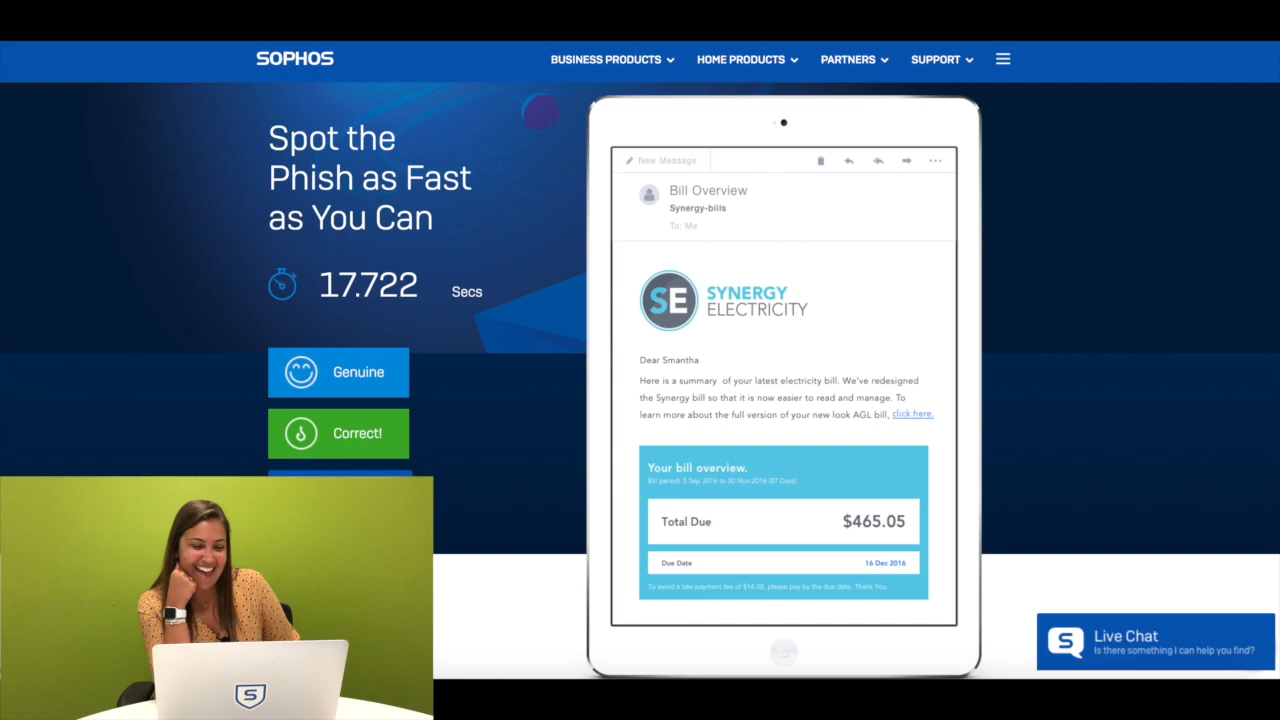 SOPHOS
BUSINESS PRODUCTS
HOME PRODUCTS
PARTNERS
SUPPORT
Spot the
Phish as Fast
as You Can
17.722 Secs
Genuine
Correct!
New Message
Bill Overview
Synergy-biils
To: Me
SE
SYNERGY
ELECTRICITY
Dear Smantha
Here is a summary of your latest electricity bill. We've redesigned
the Synergy bill so that it is now easier to read and manage. To
learn more about the full version of your new look AGL bill, click here.
Your bill overview.
Bill period: 5 Sep 2016 to 30 Nov 2016 (87 Days)
Total Due $465.05
Due Date 16 Dec 2016
To avoid a late payment fee of $14.00, please pay by the due date. Thank You.
S
Live Chat
Is there something I can help you find?
S